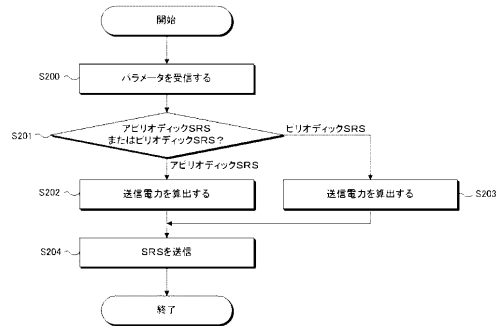 開始
S200
パラメータを受信する
S201
アピリオディックSRS
またはピリオディックSRS?
ピリオディックSRS
アピリオディックSRS
S202
送信電力を算出する
送信電力を算出する
S203
S204
SRSを送信
終了